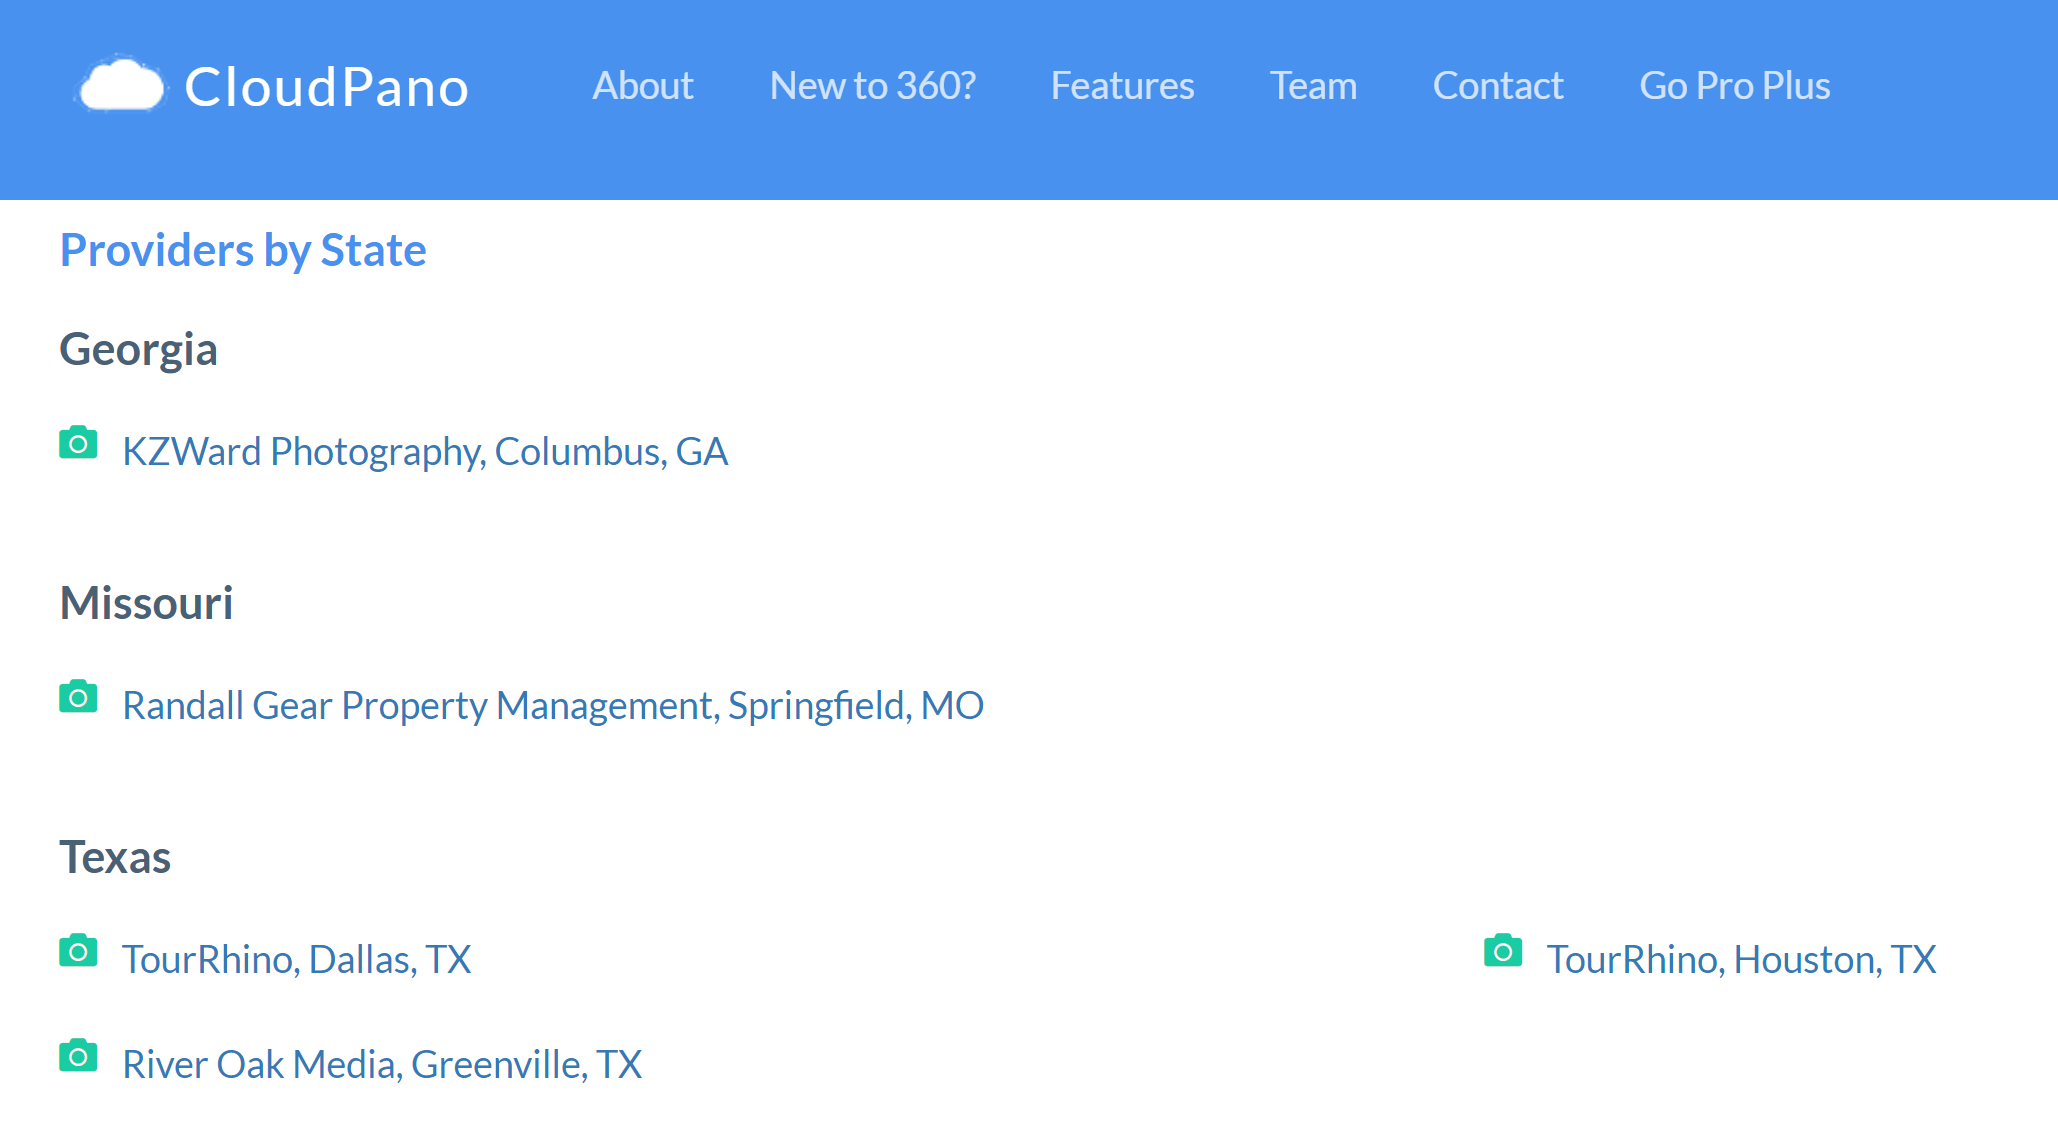 CloudPano
About
New to 360?
Features
Team
Contact
Go Pro Plus
Providers by State
Georgia
KZWard Photography, Columbus, GA
Missouri
Randall Gear Property Management, Springfield, MO
Texas
TourRhino, Dallas, TX
TourRhino, Houston, TX
River Oak Media, Greenville, TX